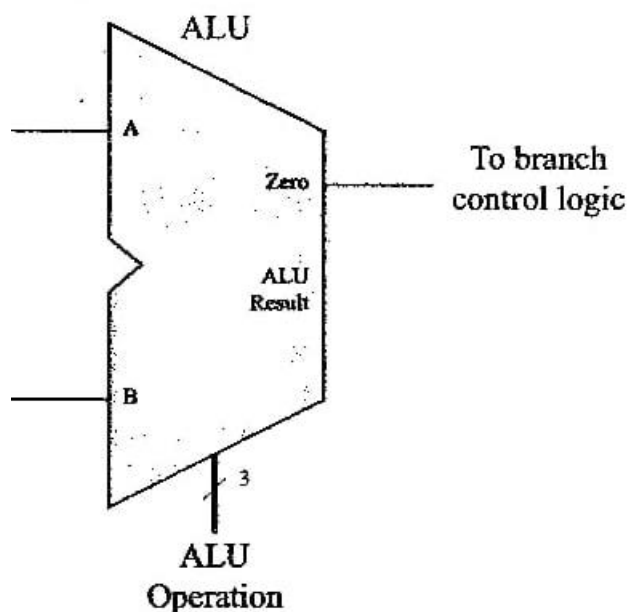 ALU
A
Zero
To branch
control logic
ALU
Result
B
3
ALU
Operation